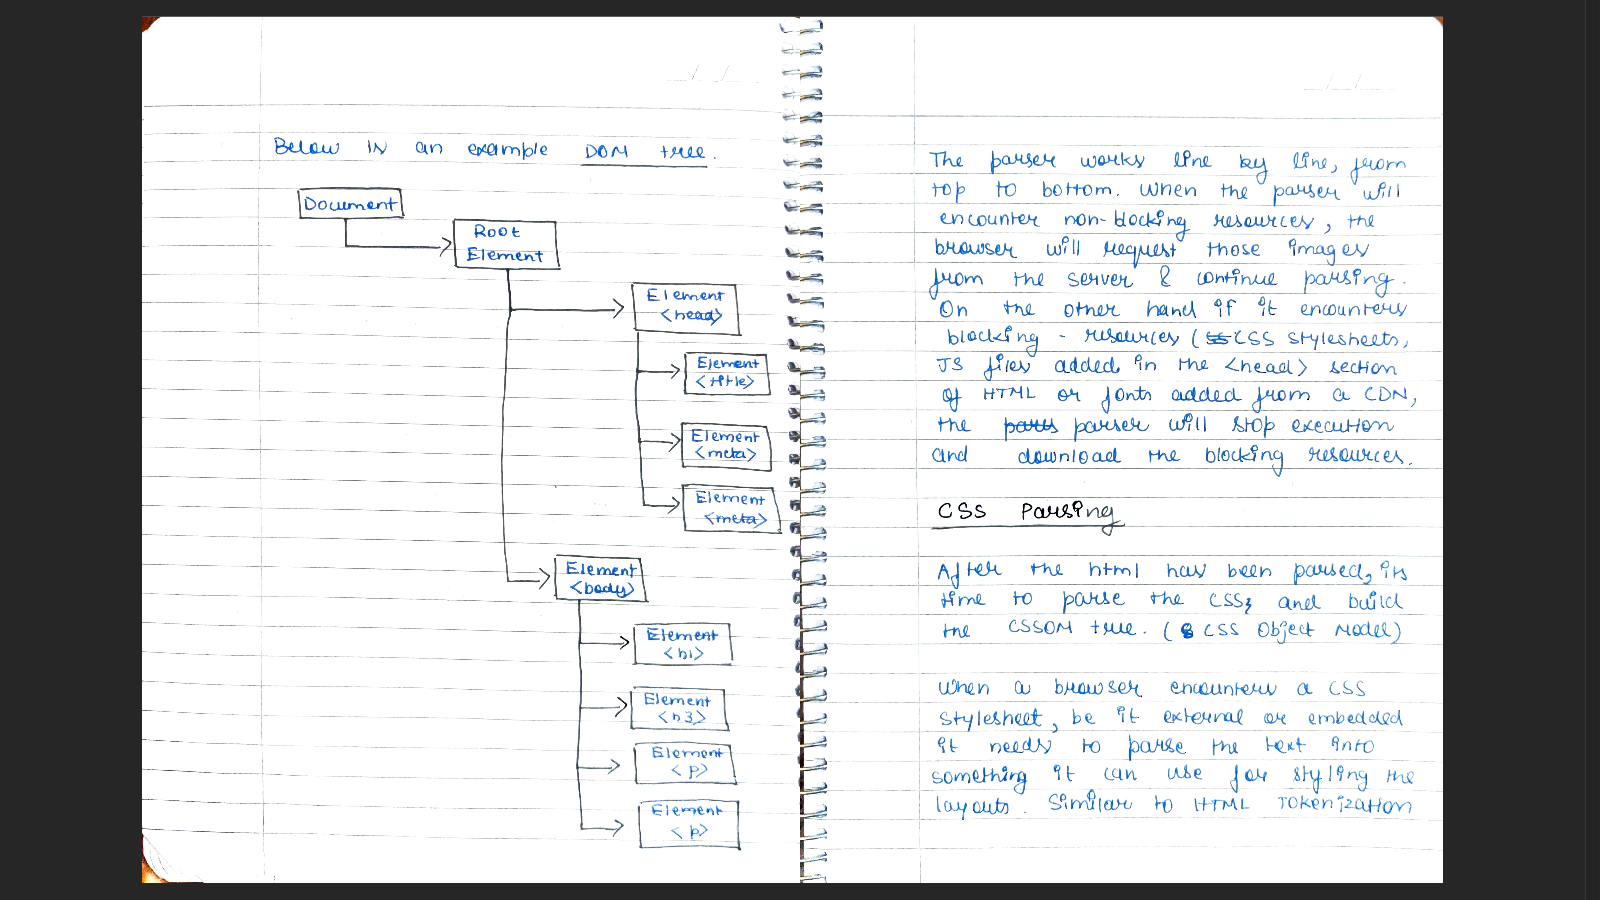 Below is an example DOM tree.
Document
Root
Element
Element
<head>
Element
<title>
Element
<meta>
Element
<meta>
Element
<body>
Element
<h1>
Element
<h3>
Element
<p>
Element
<p>
The parser works line by line, from
top to bottom. When the parser will
encounter non-blocking resources, the
browser will request those images
from the server & continue parsing.
On the other hand if it encounters
blocking - resources (CSS stylesheets,
JS files added in the <head> section
of HTML or fonts added from a CDN,
the parser will stop execution
and download the blocking resources.
CSS Parsing
After the html has been parsed, its
time to parse the CSS and build
the CSSOM tree. (CSS Object Model)
When a browser encounters a CSS
stylesheet, be it external or embedded
it needs to parse the text into
something it can use for styling the
layouts. Similar to HTML Tokenization